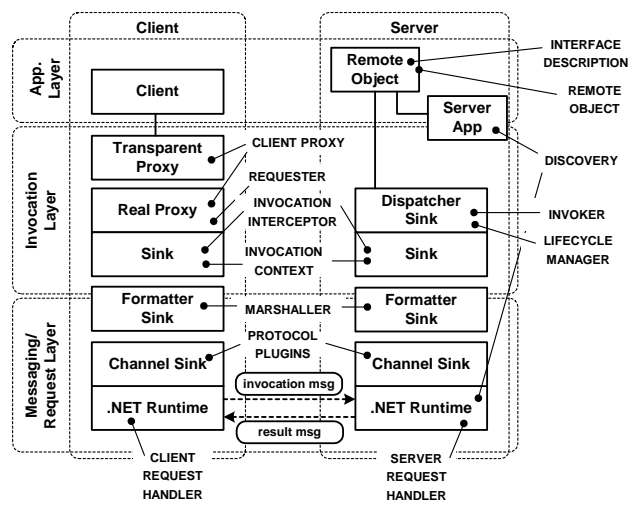 Client
Server
App.
Layer
Client
Remote
Object
Server
App
INTERFACE
DESCRIPTION
REMOTE
OBJECT
DISCOVERY
Invocation
Layer
Transparent
Proxy
CLIENT PROXY
REQUESTER
Real Proxy
INVOCATION
INTERCEPTOR
Dispatcher
Sink
INVOKER
LIFECYCLE
MANAGER
Sink
INVOCATION
CONTEXT
Sink
Messaging/
Request Layer
Formatter
Sink
MARSHALLER
Formatter
Sink
PROTOCOL
PLUGINS
Channel Sink
Channel Sink
invocation msg
.NET Runtime
.NET Runtime
result msg
CLIENT
REQUEST
HANDLER
SERVER
REQUEST
HANDLER